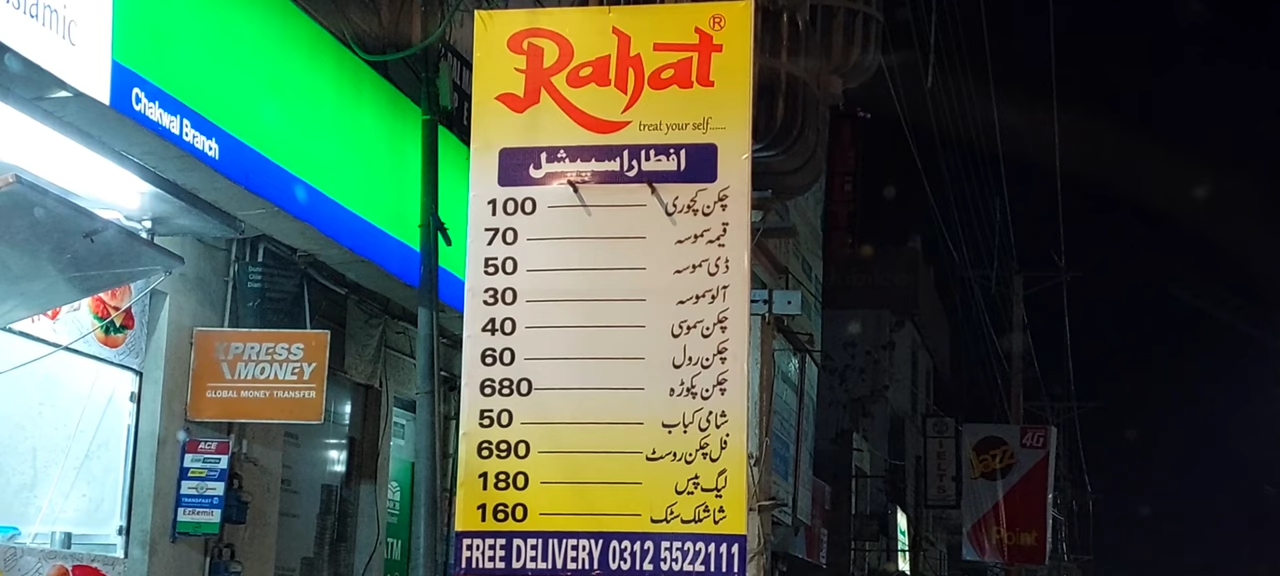 Islamic
Chakwal Branch
XPRESS
MONEY
GLOBAL MONEY TRANSFER
ACE
TRANSFAST
EzRemit
ATM
Rahat®
treat your self......
افطار اسپیشل
چکن کچوری 100
قیمہ سموسہ 70
ڈی سموسہ 50
آلو سموسہ 30
چکن سموسی 40
چکن رول 60
چکن پکوڑہ 680
شامی کباب 50
فل چکن روسٹ 690
لیگ پیس 180
شاشلک سٹک 160
FREE DELIVERY 0312 5522111
IELTS
4G
Jazz
Point